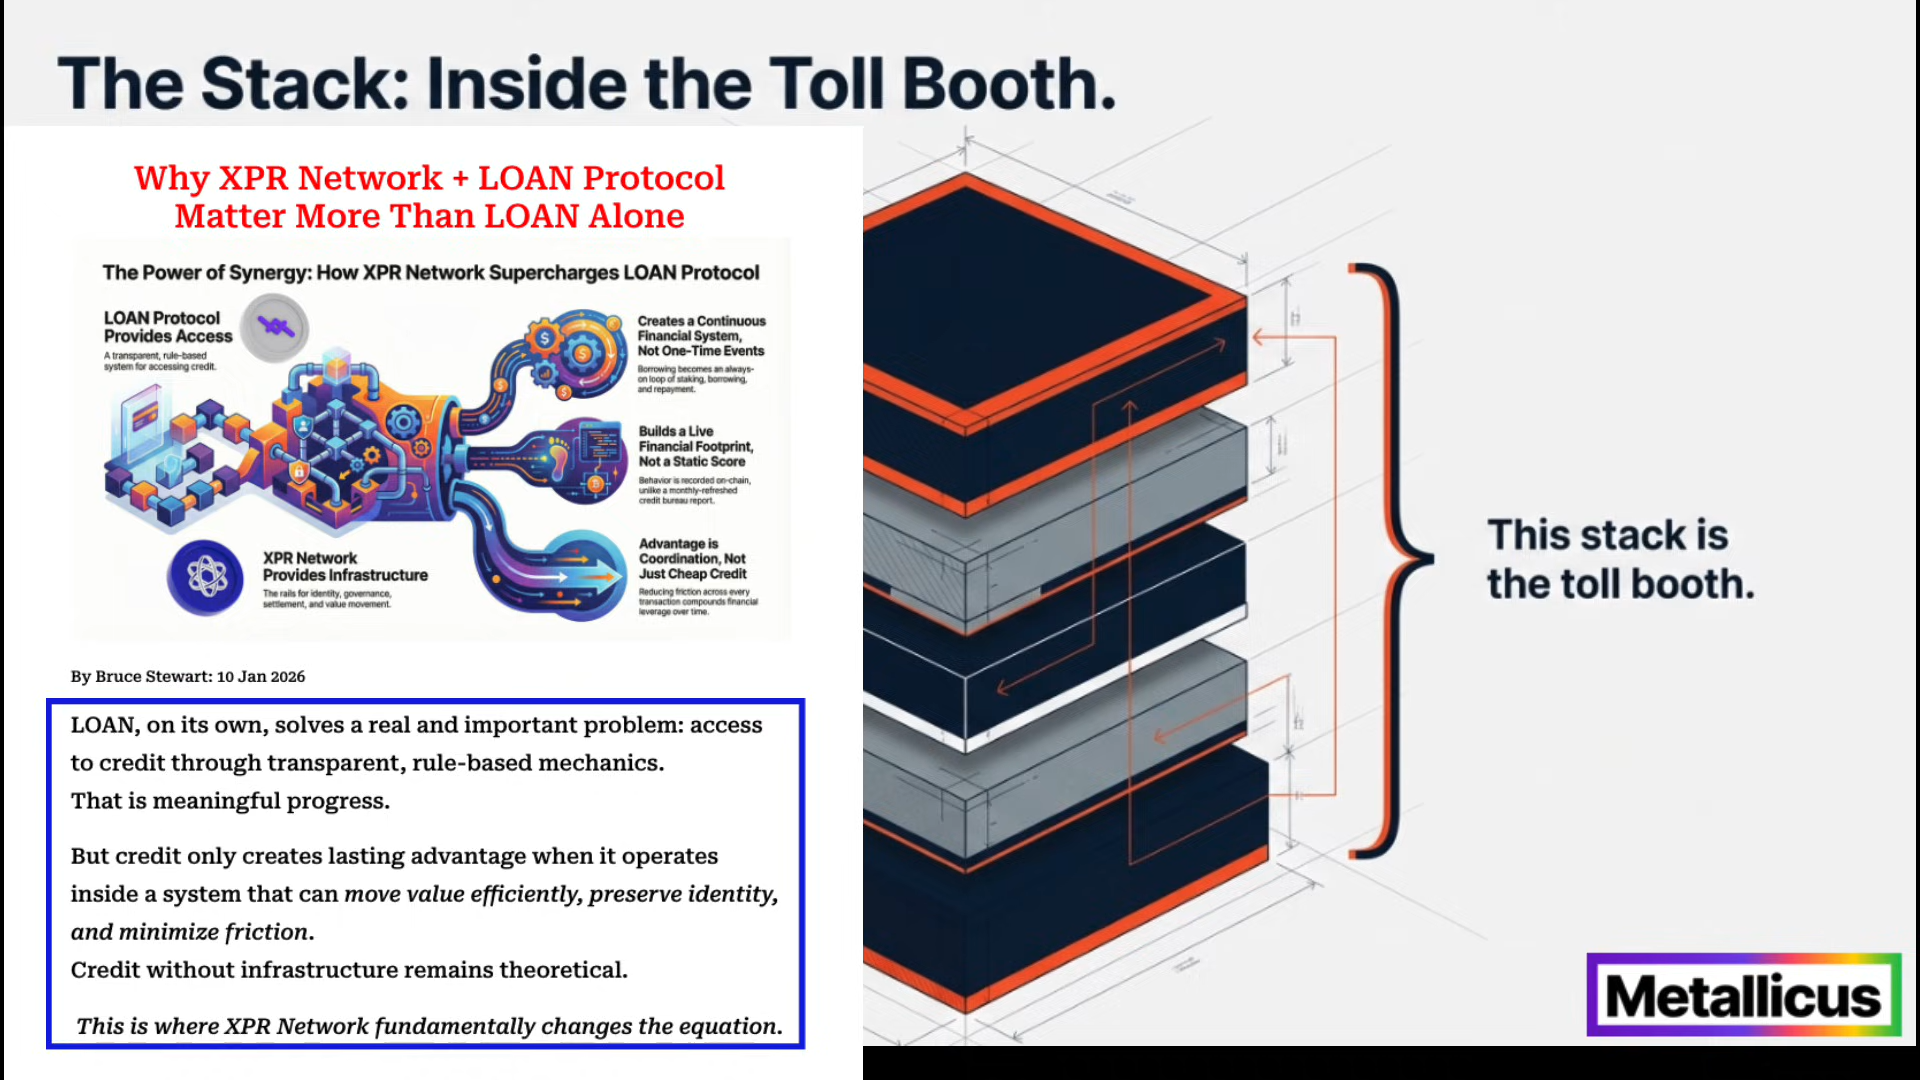 The Stack: Inside the Toll Booth.
Why XPR Network + LOAN Protocol
Matter More Than LOAN Alone
The Power of Synergy: How XPR Network Supercharges LOAN Protocol
LOAN Protocol
Provides Access
A transparent, rule-based
system for accessing credit.
Creates a Continuous
Financial System,
Not One-Time Events
Borrowing becomes an always-
on loop of staking, borrowing,
and repayment.
Builds a Live
Financial Footprint,
Not a Static Score
Behavior is recorded on-chain,
unlike a monthly-refreshed
credit bureau report.
XPR Network
Provides Infrastructure
The rails for identity, governance,
settlement, and value movement.
Advantage is
Coordination, Not
Just Cheap Credit
Reducing friction across every
transaction compounds financial
leverage over time.
By Bruce Stewart: 10 Jan 2026
LOAN, on its own, solves a real and important problem: access
to credit through transparent, rule-based mechanics.
That is meaningful progress.
But credit only creates lasting advantage when it operates
inside a system that can move value efficiently, preserve identity,
and minimize friction.
Credit without infrastructure remains theoretical.
This is where XPR Network fundamentally changes the equation.
This stack is
the toll booth.
Metallicus